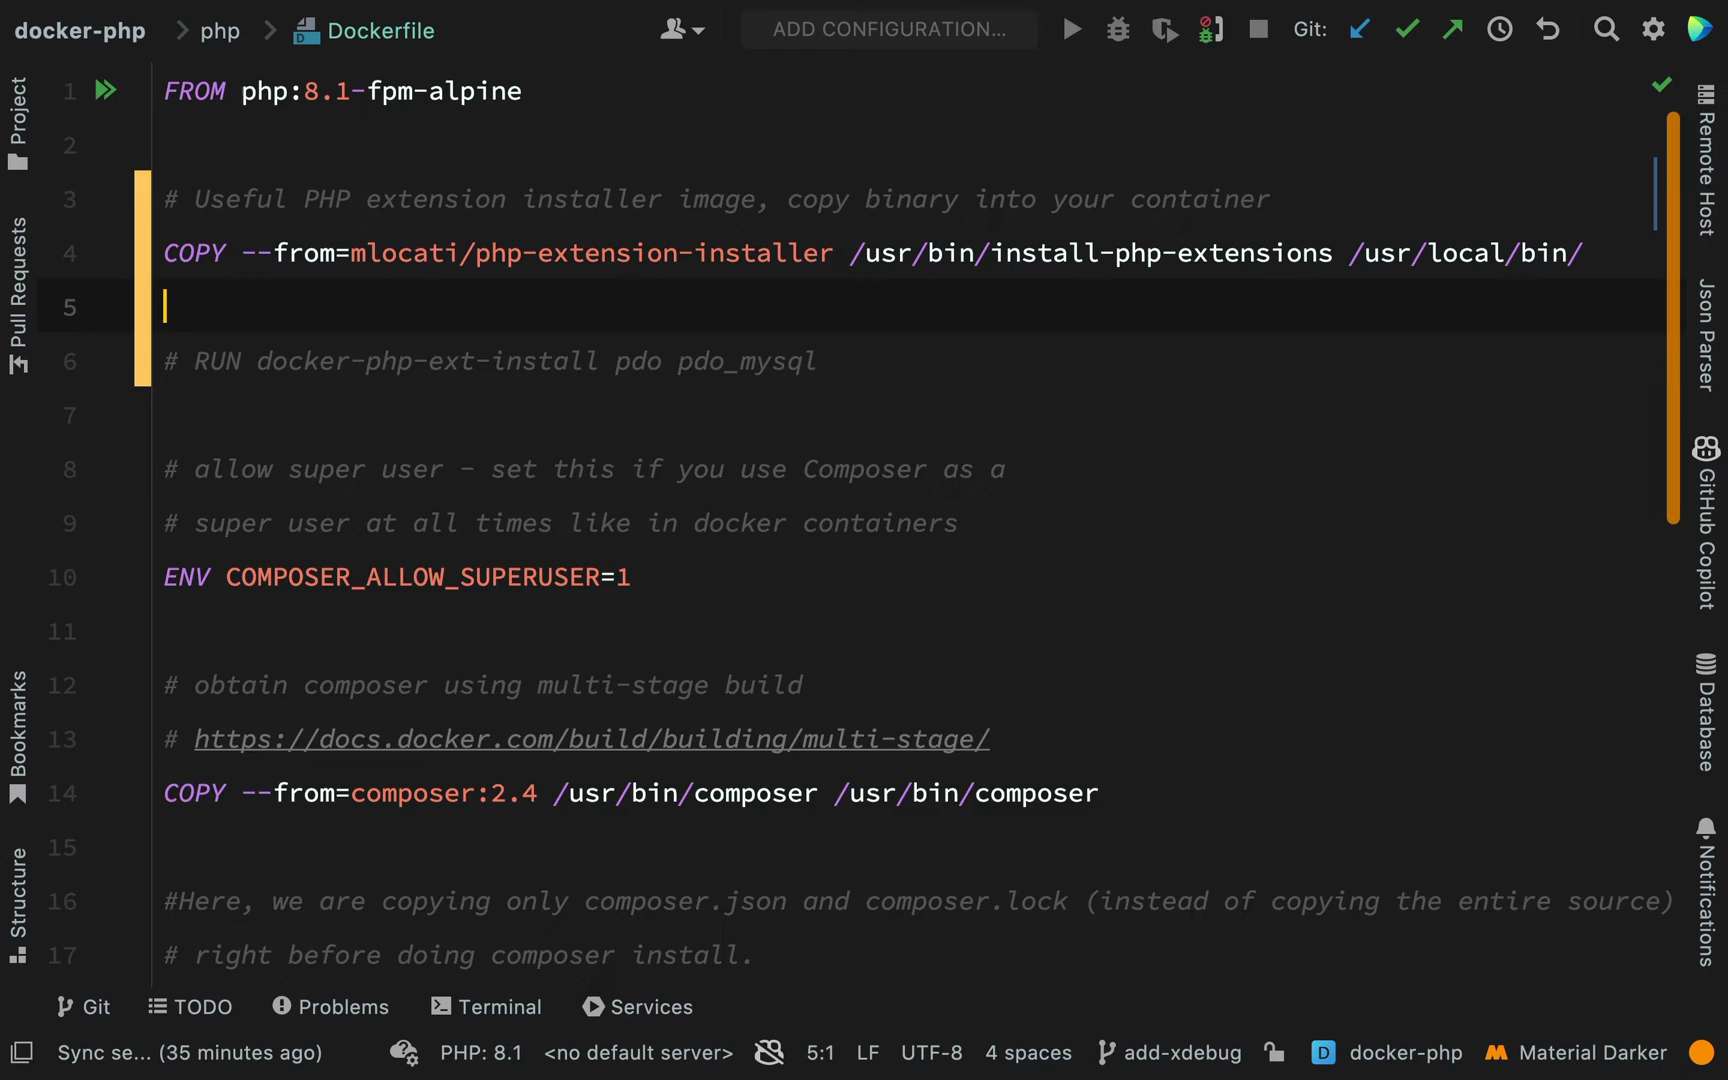 docker-php php Dockerfile ADD CONFIGURATION... Git:
1 FROM php:8.1-fpm-alpine
2
3 # Useful PHP extension installer image, copy binary into your container
4 COPY --from=mlocati/php-extension-installer /usr/bin/install-php-extensions /usr/local/bin/
5
6 # RUN docker-php-ext-install pdo pdo_mysql
7
8 # allow super user - set this if you use Composer as a
9 # super user at all times like in docker containers
10 ENV COMPOSER_ALLOW_SUPERUSER=1
11
12 # obtain composer using multi-stage build
13 # https://docs.docker.com/build/building/multi-stage/
14 COPY --from=composer:2.4 /usr/bin/composer /usr/bin/composer
15
16 #Here, we are copying only composer.json and composer.lock (instead of copying the entire source)
17 # right before doing composer install.
Project
Pull Requests
Bookmarks
Structure
Remote Host
Json Parser
GitHub Copilot
Database
Notifications
Git TODO Problems Terminal Services
Sync se... (35 minutes ago) PHP: 8.1 <no default server> 5:1 LF UTF-8 4 spaces add-xdebug D docker-php Material Darker